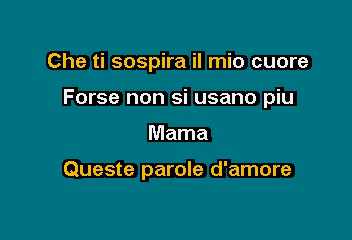 Che ti sospira il mio cuore
Forse non si usano piu
Mama
Queste parole d'amore